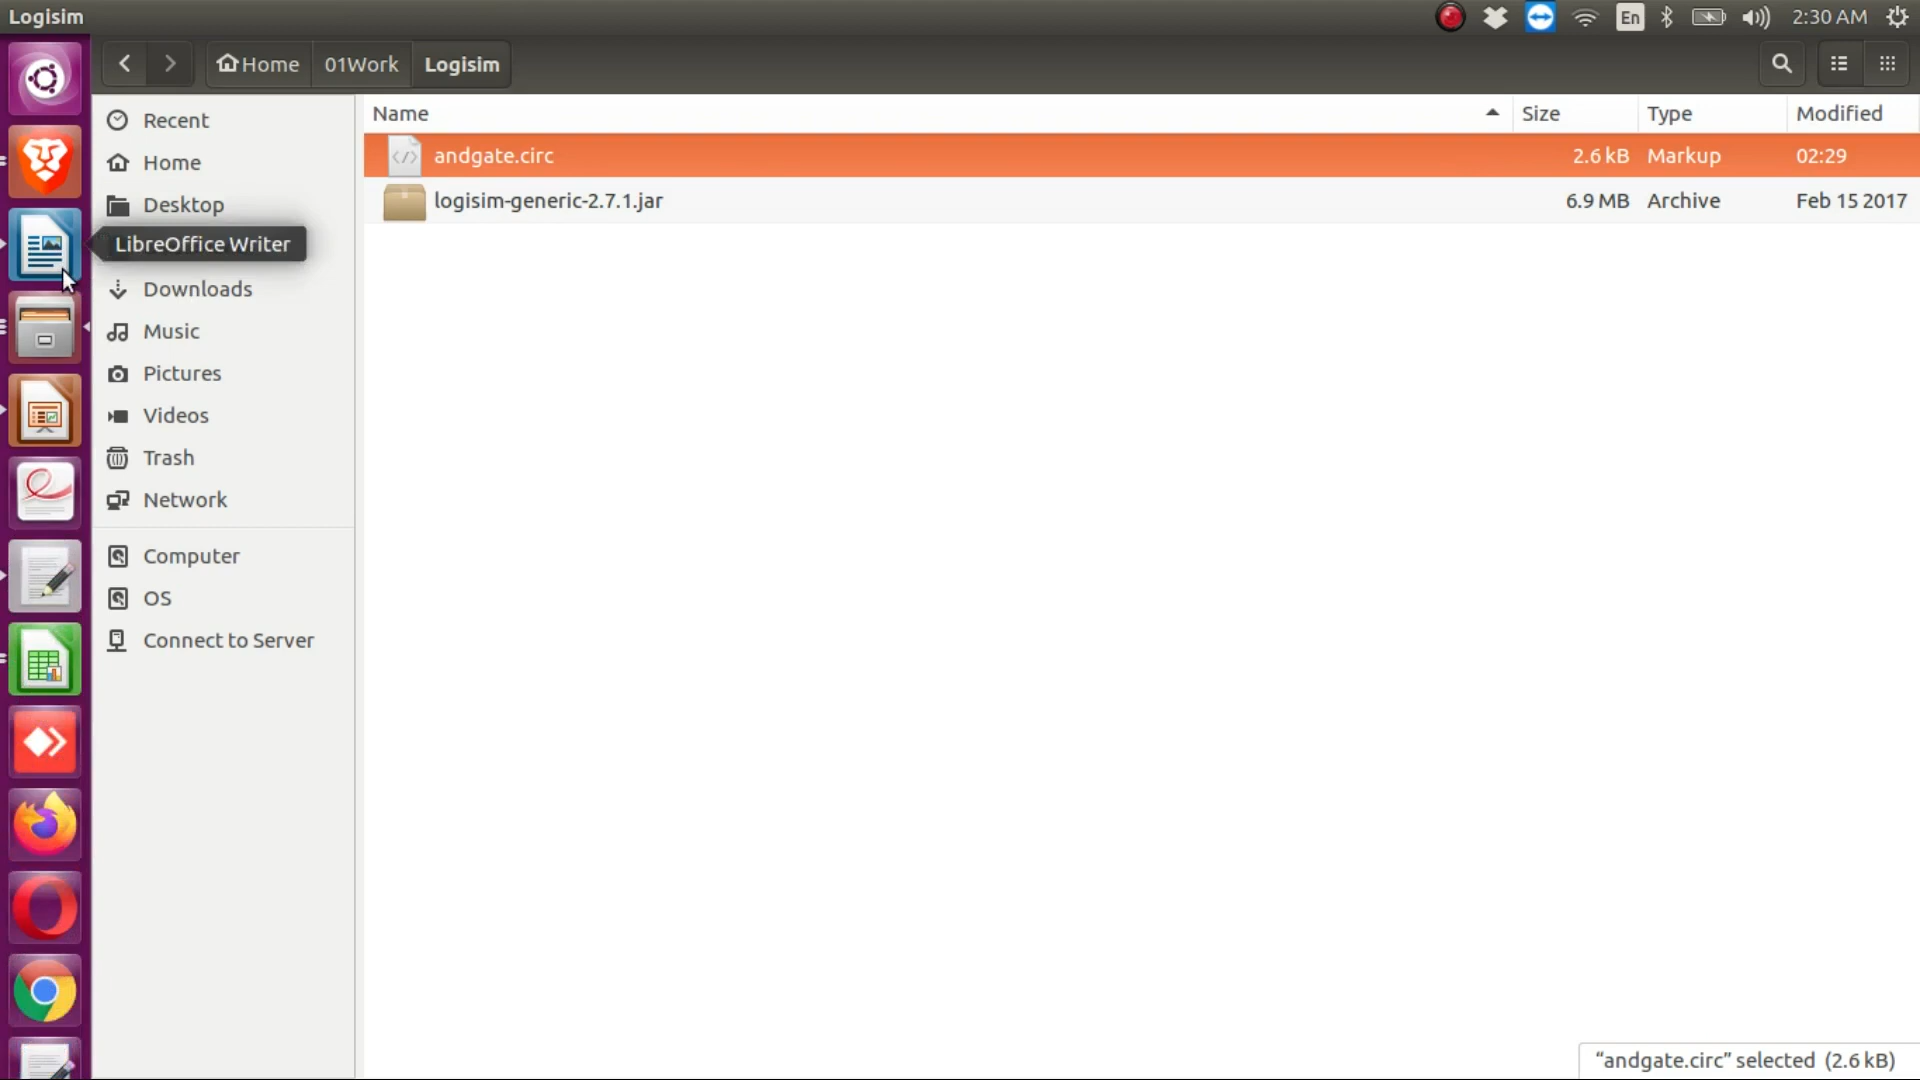 Logisim
En
2:30 AM
Home
01Work
Logisim
Name
Size
Type
Modified
andgate.circ
2.6 kB
Markup
02:29
logisim-generic-2.7.1.jar
6.9 MB
Archive
Feb 15 2017
Recent
Home
Desktop
LibreOffice Writer
Downloads
Music
Pictures
Videos
Trash
Network
Computer
OS
Connect to Server
“andgate.circ” selected (2.6 kB)